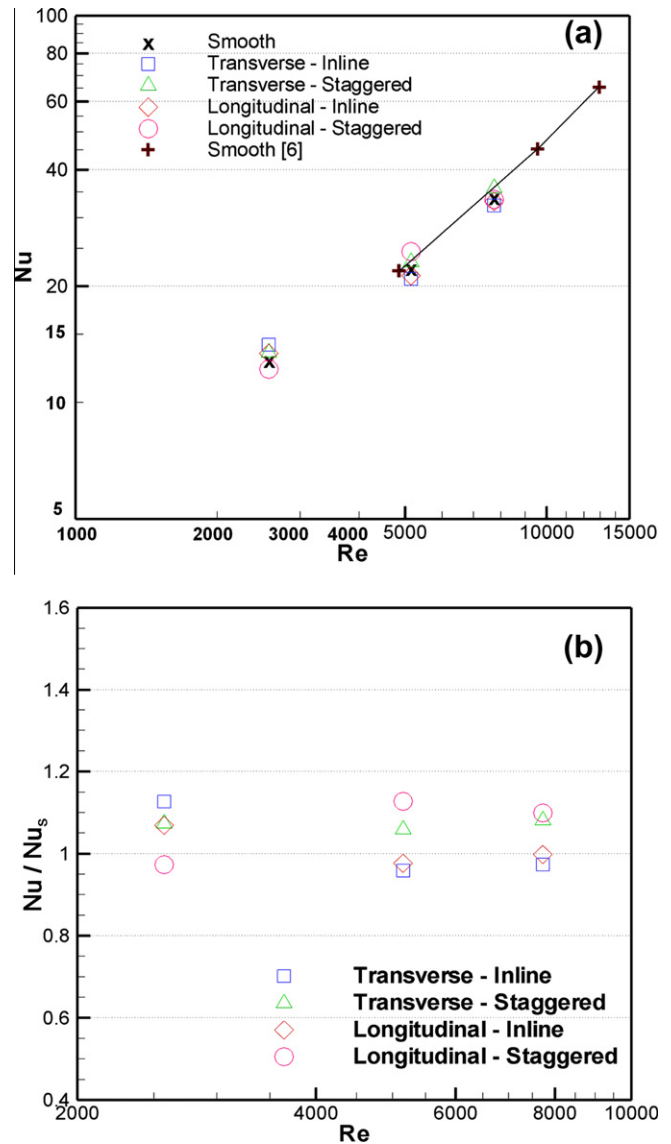 (a)
100
80
60
40
20
15
10
5
Nu
Smooth
Transverse - Inline
Transverse - Staggered
Longitudinal - Inline
Longitudinal - Staggered
Smooth [6]
1000 2000 3000 4000 5000 10000 15000
Re
(b)
1.6
1.4
1.2
1
0.8
0.6
0.4
Nu / Nus
Transverse - Inline
Transverse - Staggered
Longitudinal - Inline
Longitudinal - Staggered
2000 4000 6000 8000 10000
Re